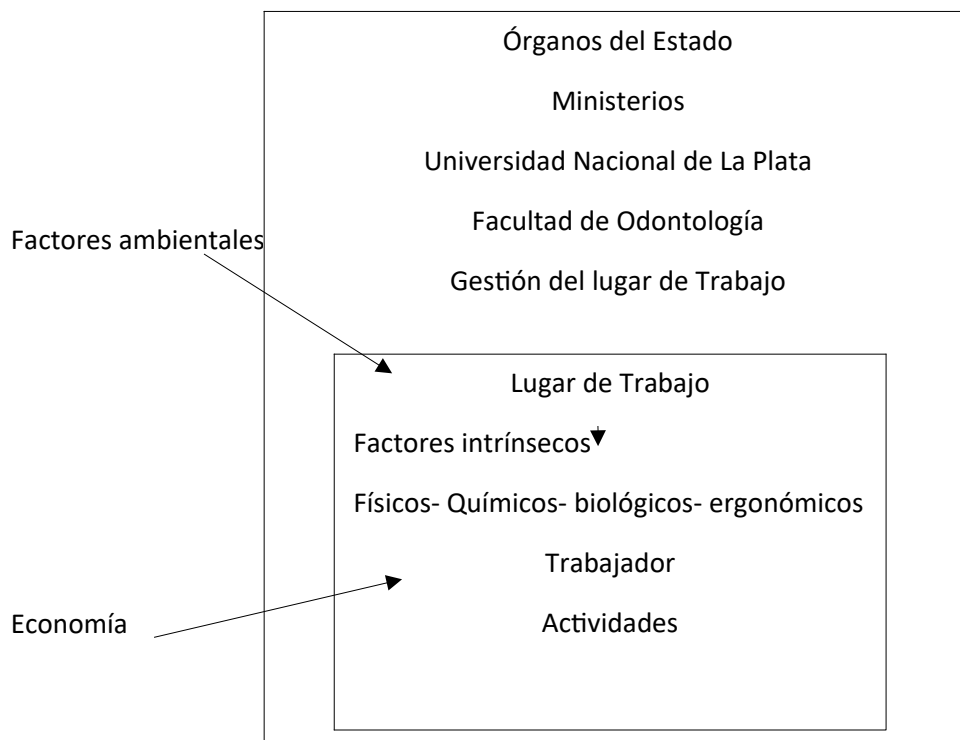 Órganos del Estado
Ministerios
Universidad Nacional de La Plata
Facultad de Odontología
Factores ambientales
Gestión del lugar de Trabajo
Lugar de Trabajo
Factores intrínsecos
Físicos- Químicos- biológicos- ergonómicos
Trabajador
Economía
Actividades